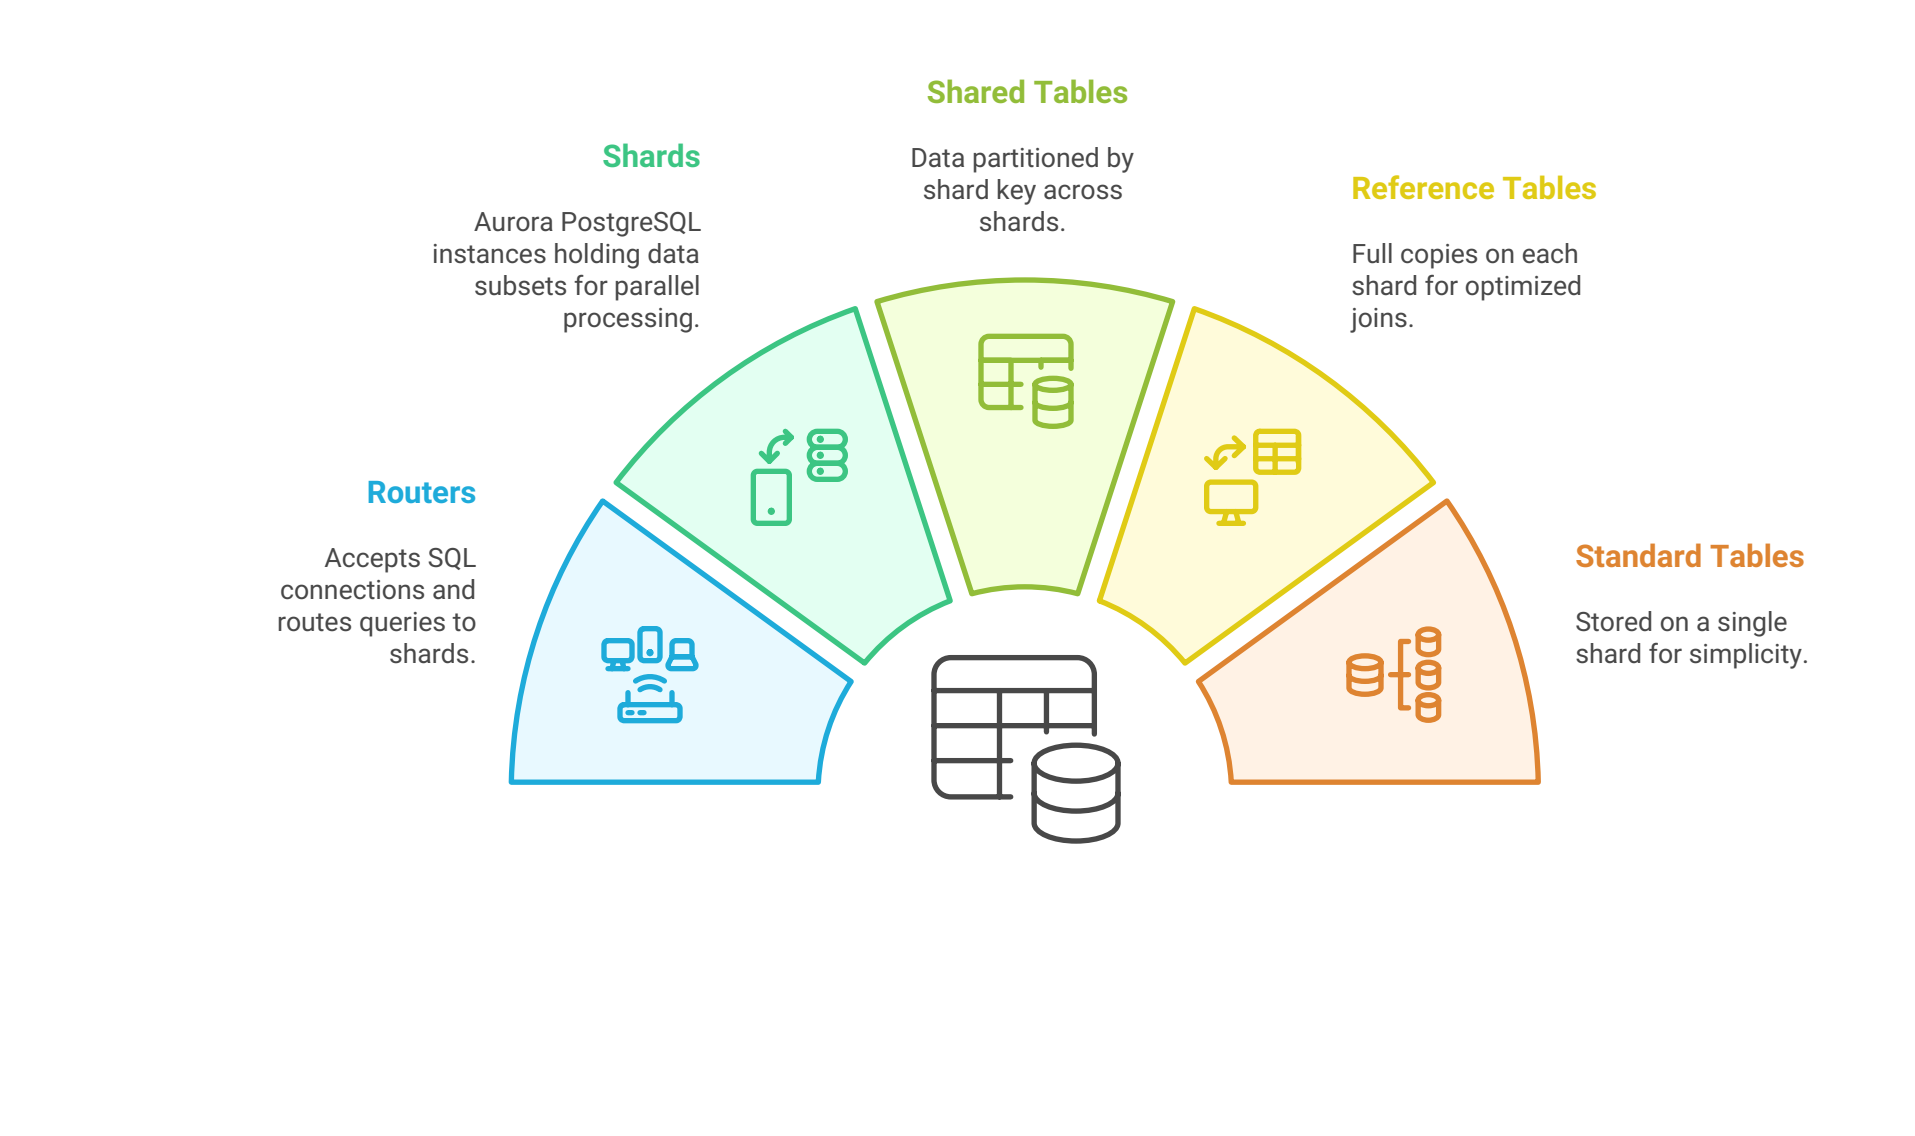 Shared Tables
Data partitioned by
shard key across
shards.
Shards
Aurora PostgreSQL
instances holding data
subsets for parallel
processing.
Reference Tables
Full copies on each
shard for optimized
joins.
Routers
Accepts SQL
connections and
routes queries to
shards.
Standard Tables
Stored on a single
shard for simplicity.